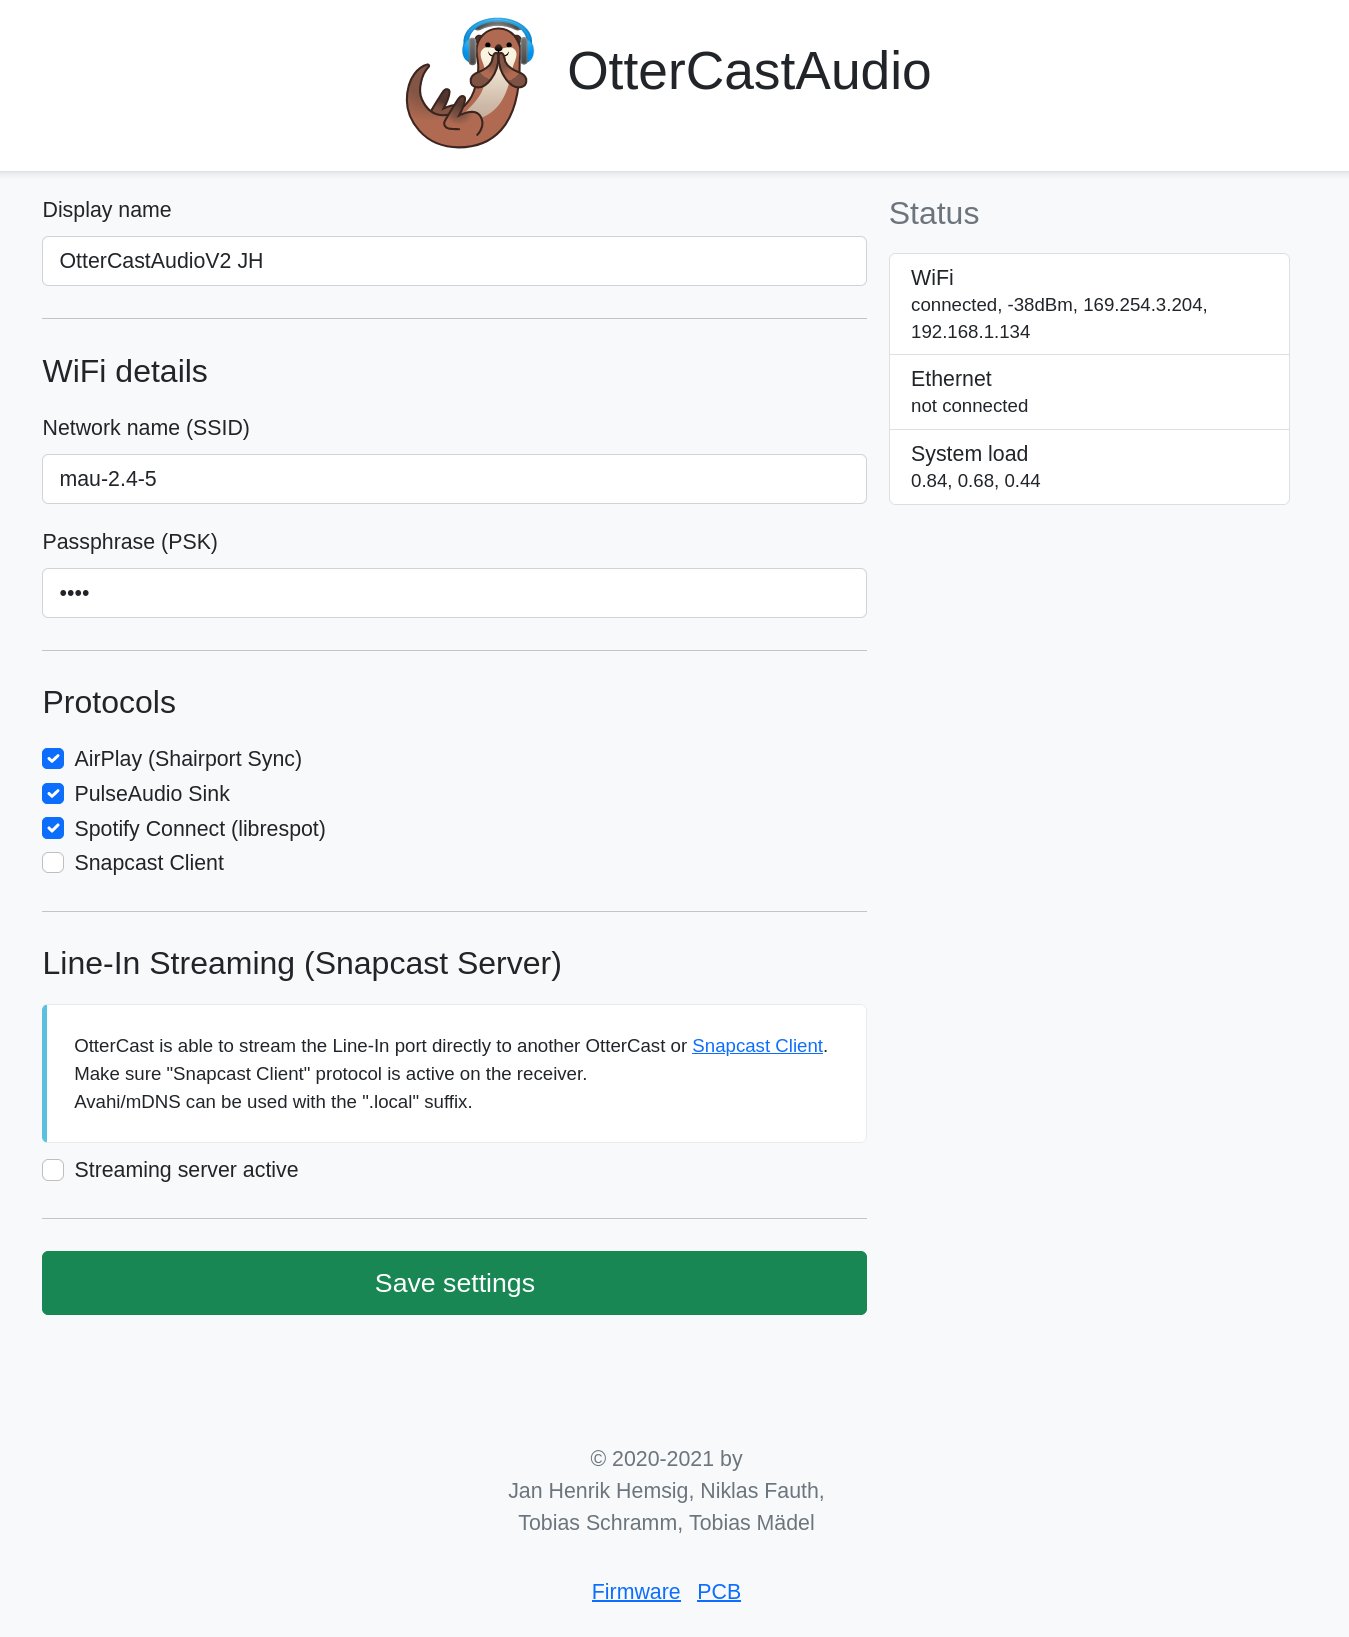 OtterCastAudio
Display name
OtterCastAudioV2 JH
WiFi details
Network name (SSID)
mau-2.4-5
Passphrase (PSK)
••••
Protocols
AirPlay (Shairport Sync)
PulseAudio Sink
Spotify Connect (librespot)
Snapcast Client
Line-In Streaming (Snapcast Server)
OtterCast is able to stream the Line-In port directly to another OtterCast or Snapcast Client.
Make sure "Snapcast Client" protocol is active on the receiver.
Avahi/mDNS can be used with the ".local" suffix.
Streaming server active
Save settings
Status
WiFi
connected, -38dBm, 169.254.3.204,
192.168.1.134
Ethernet
not connected
System load
0.84, 0.68, 0.44
© 2020-2021 by
Jan Henrik Hemsig, Niklas Fauth,
Tobias Schramm, Tobias Mädel
Firmware PCB